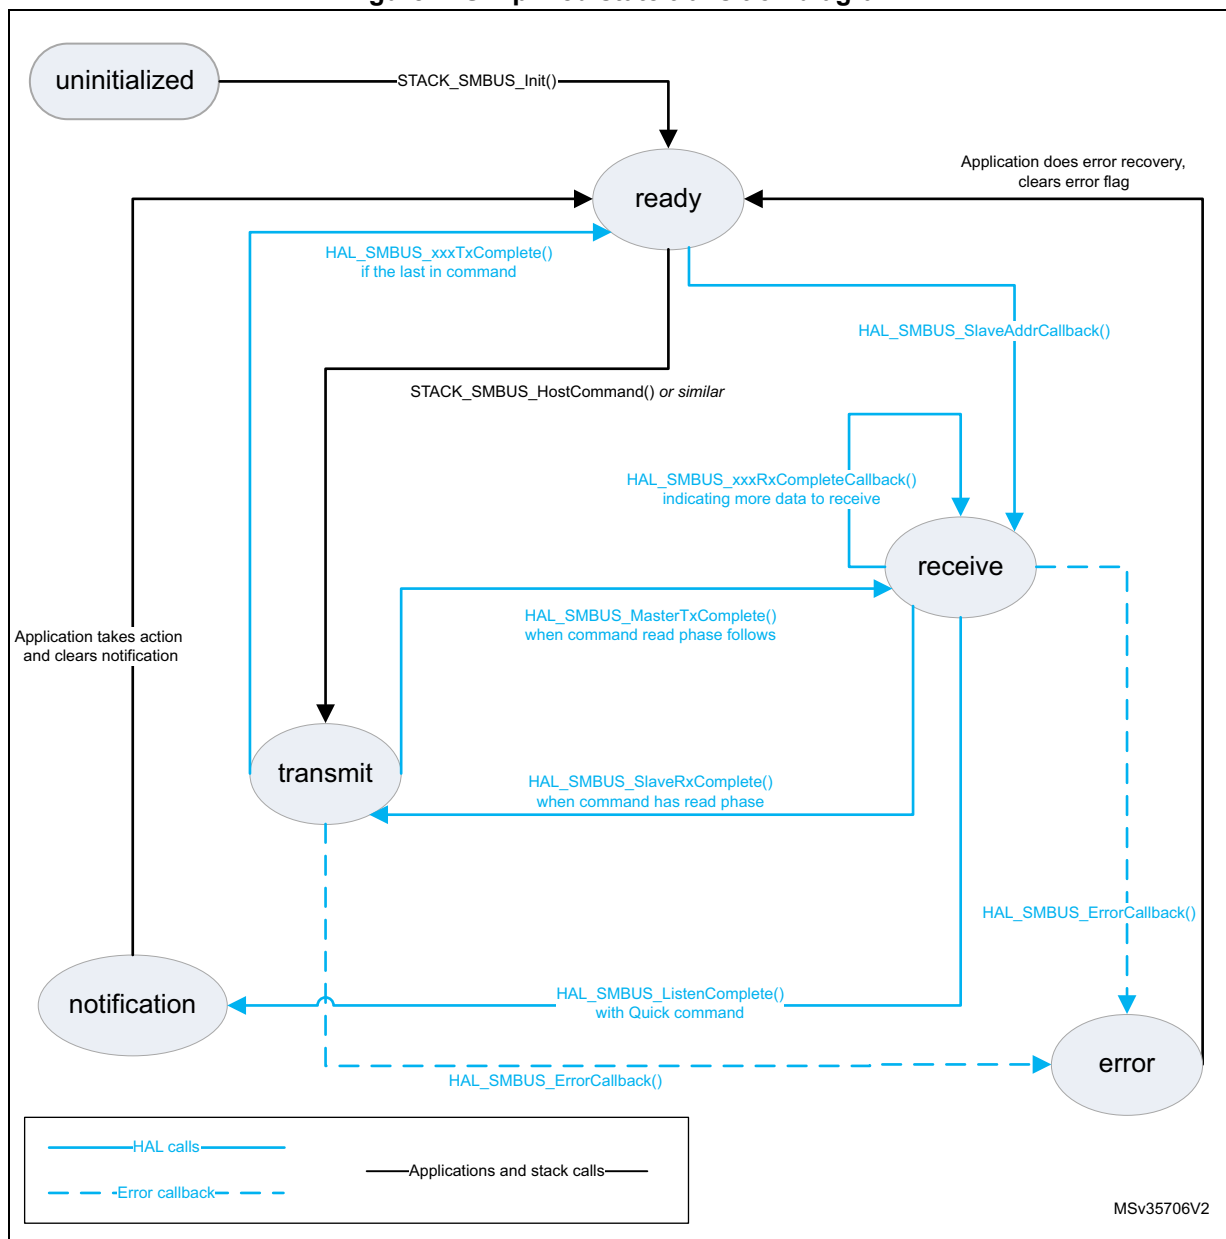 uninitialized
STACK_SMBUS_Init()
Application does error recovery,
clears error flag
ready
HAL_SMBUS_xxxTxComplete()
if the last in command
HAL_SMBUS_SlaveAddrCallback()
STACK_SMBUS_HostCommand() or similar
HAL_SMBUS_xxxRxCompleteCallback()
indicating more data to receive
receive
HAL_SMBUS_MasterTxComplete()
when command read phase follows
Application takes action
and clears notification
transmit
HAL_SMBUS_SlaveRxComplete()
when command has read phase
HAL_SMBUS_ErrorCallback()
notification
HAL_SMBUS_ListenComplete()
with Quick command
error
HAL_SMBUS_ErrorCallback()
HAL calls
Applications and stack calls
Error callback
MSv35706V2